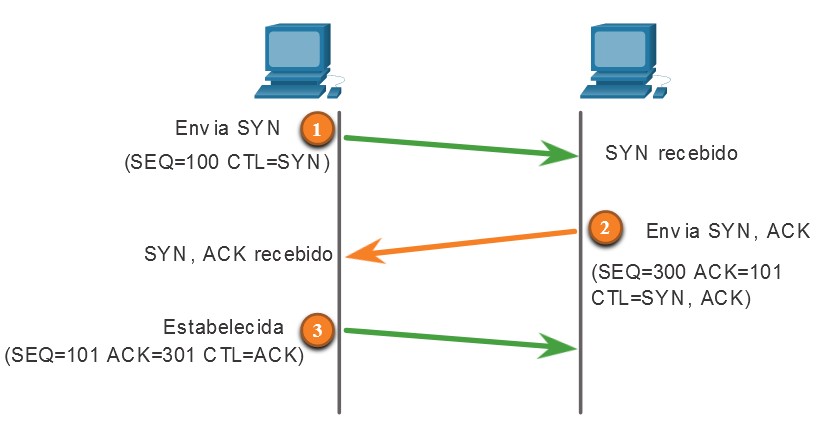 Envia SYN 1
(SEQ=100 CTL=SYN)
SYN recebido
2 Envia SYN, ACK
SYN, ACK recebido
(SEQ=300 ACK=101
CTL=SYN, ACK)
Estabelecida 3
(SEQ=101 ACK=301 CTL=ACK)